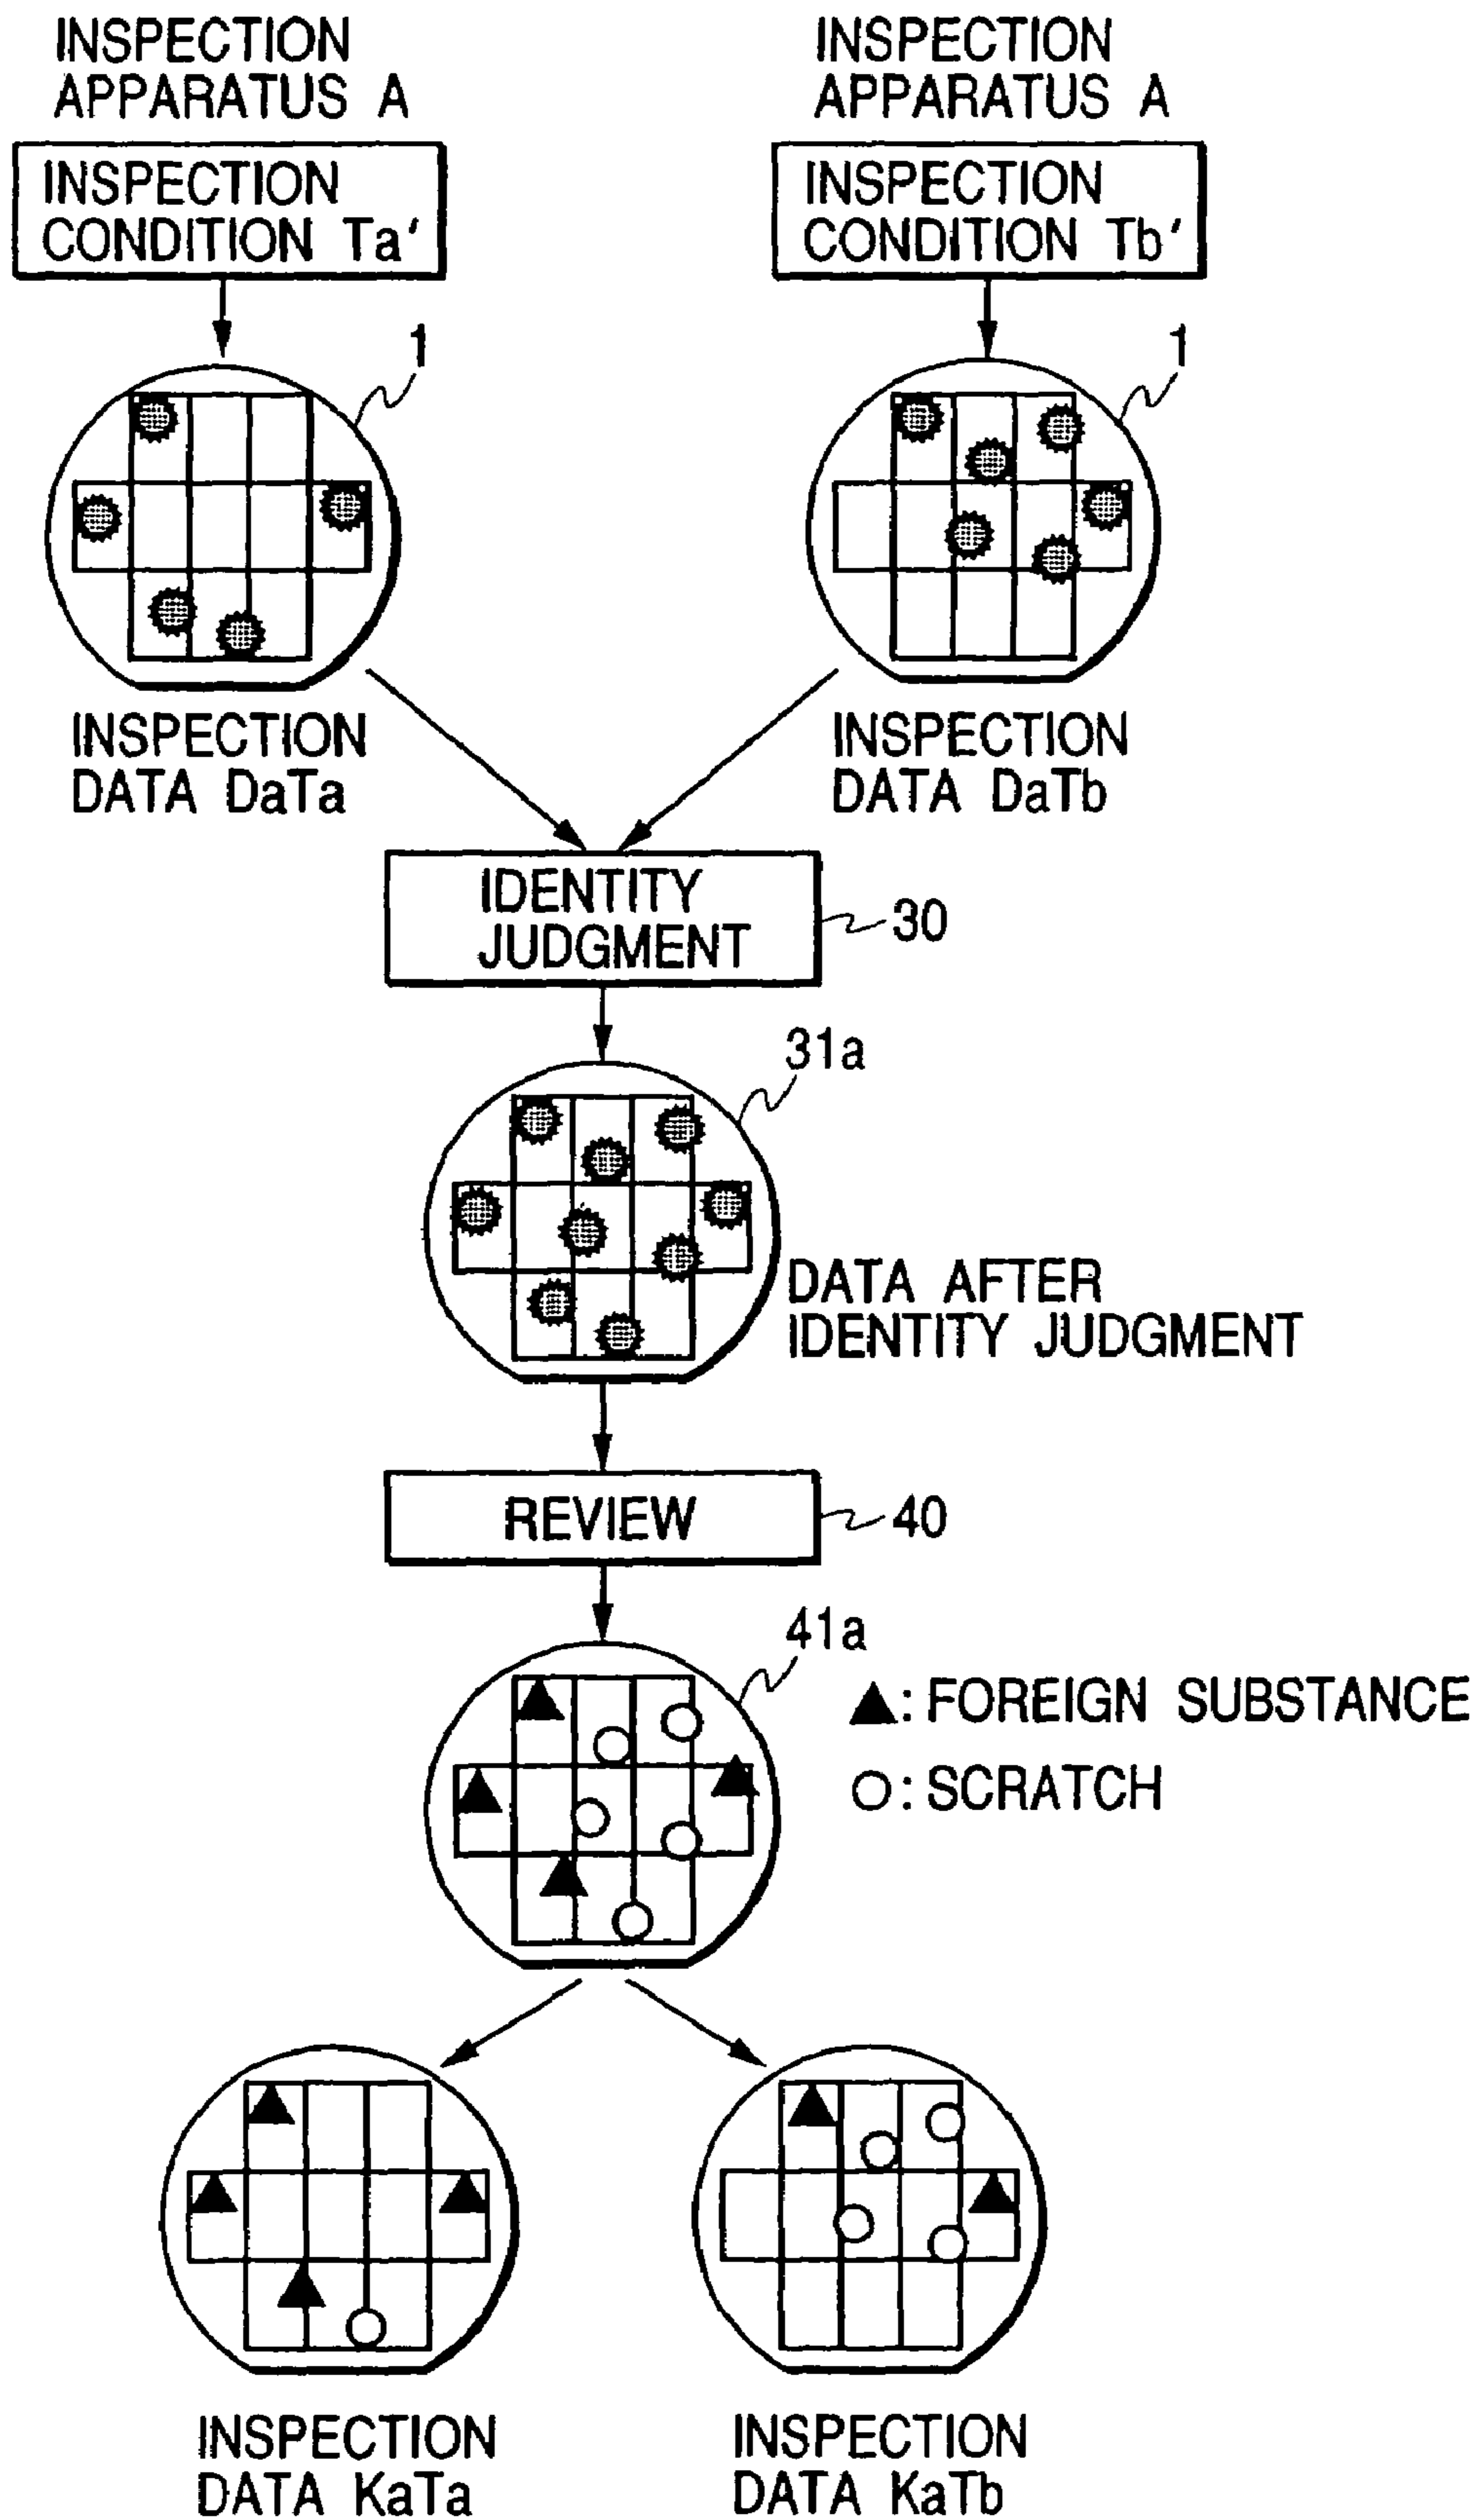 INSPECTION
APPARATUS A
INSPECTION
CONDITION Ta'
1
INSPECTION
DATA DaTa
INSPECTION
APPARATUS A
INSPECTION
CONDITION Tb'
1
INSPECTION
DATA DaTb
IDENTITY
JUDGMENT
30
31a
DATA AFTER
IDENTITY JUDGMENT
REVIEW
40
41a
▲: FOREIGN SUBSTANCE
○: SCRATCH
INSPECTION
DATA KaTa
INSPECTION
DATA KaTb